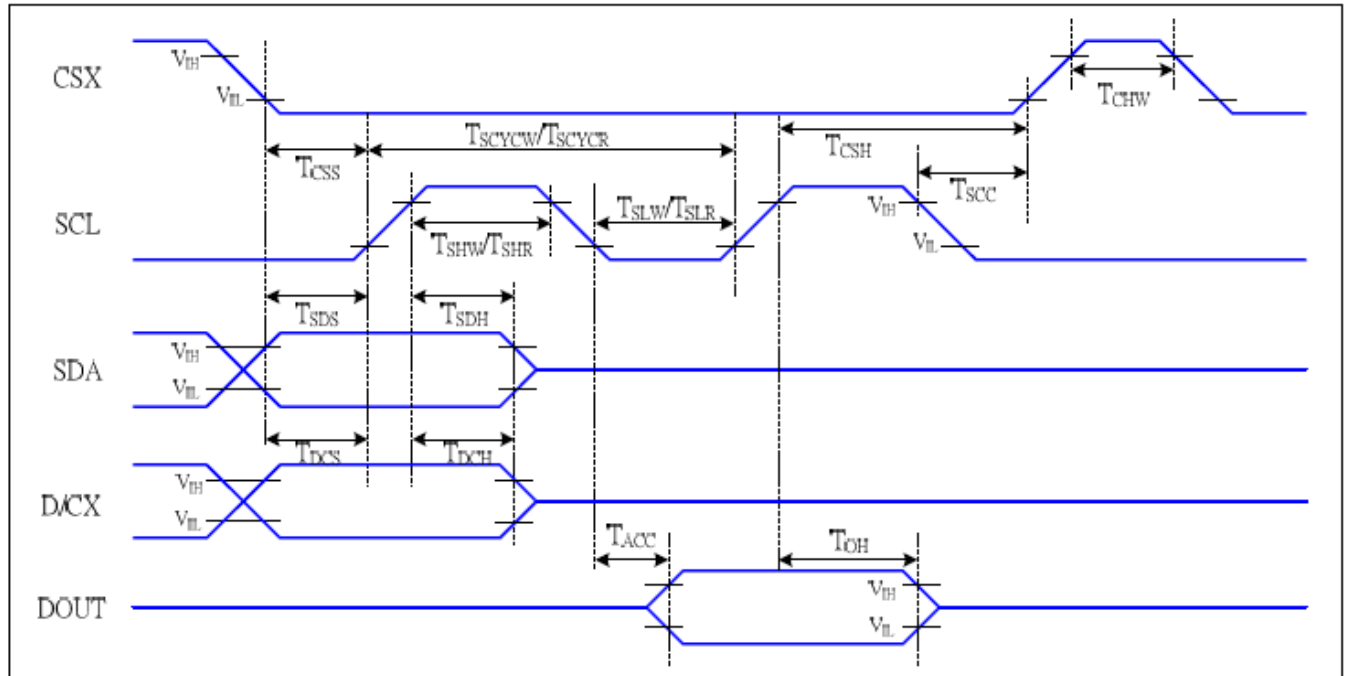 CSX
VIH
VIL
TCHW
TSCYCW/TSCYCR
TCSH
TCSS
TSCC
SCL
TSLW/TSLR
VIH
TSHW/TSHR
VIL
TSDS
TSDH
SDA
VIH
VIL
TDCS
TDCH
D/CX
VIH
VIL
TACC
TOH
DOUT
VIH
VIL